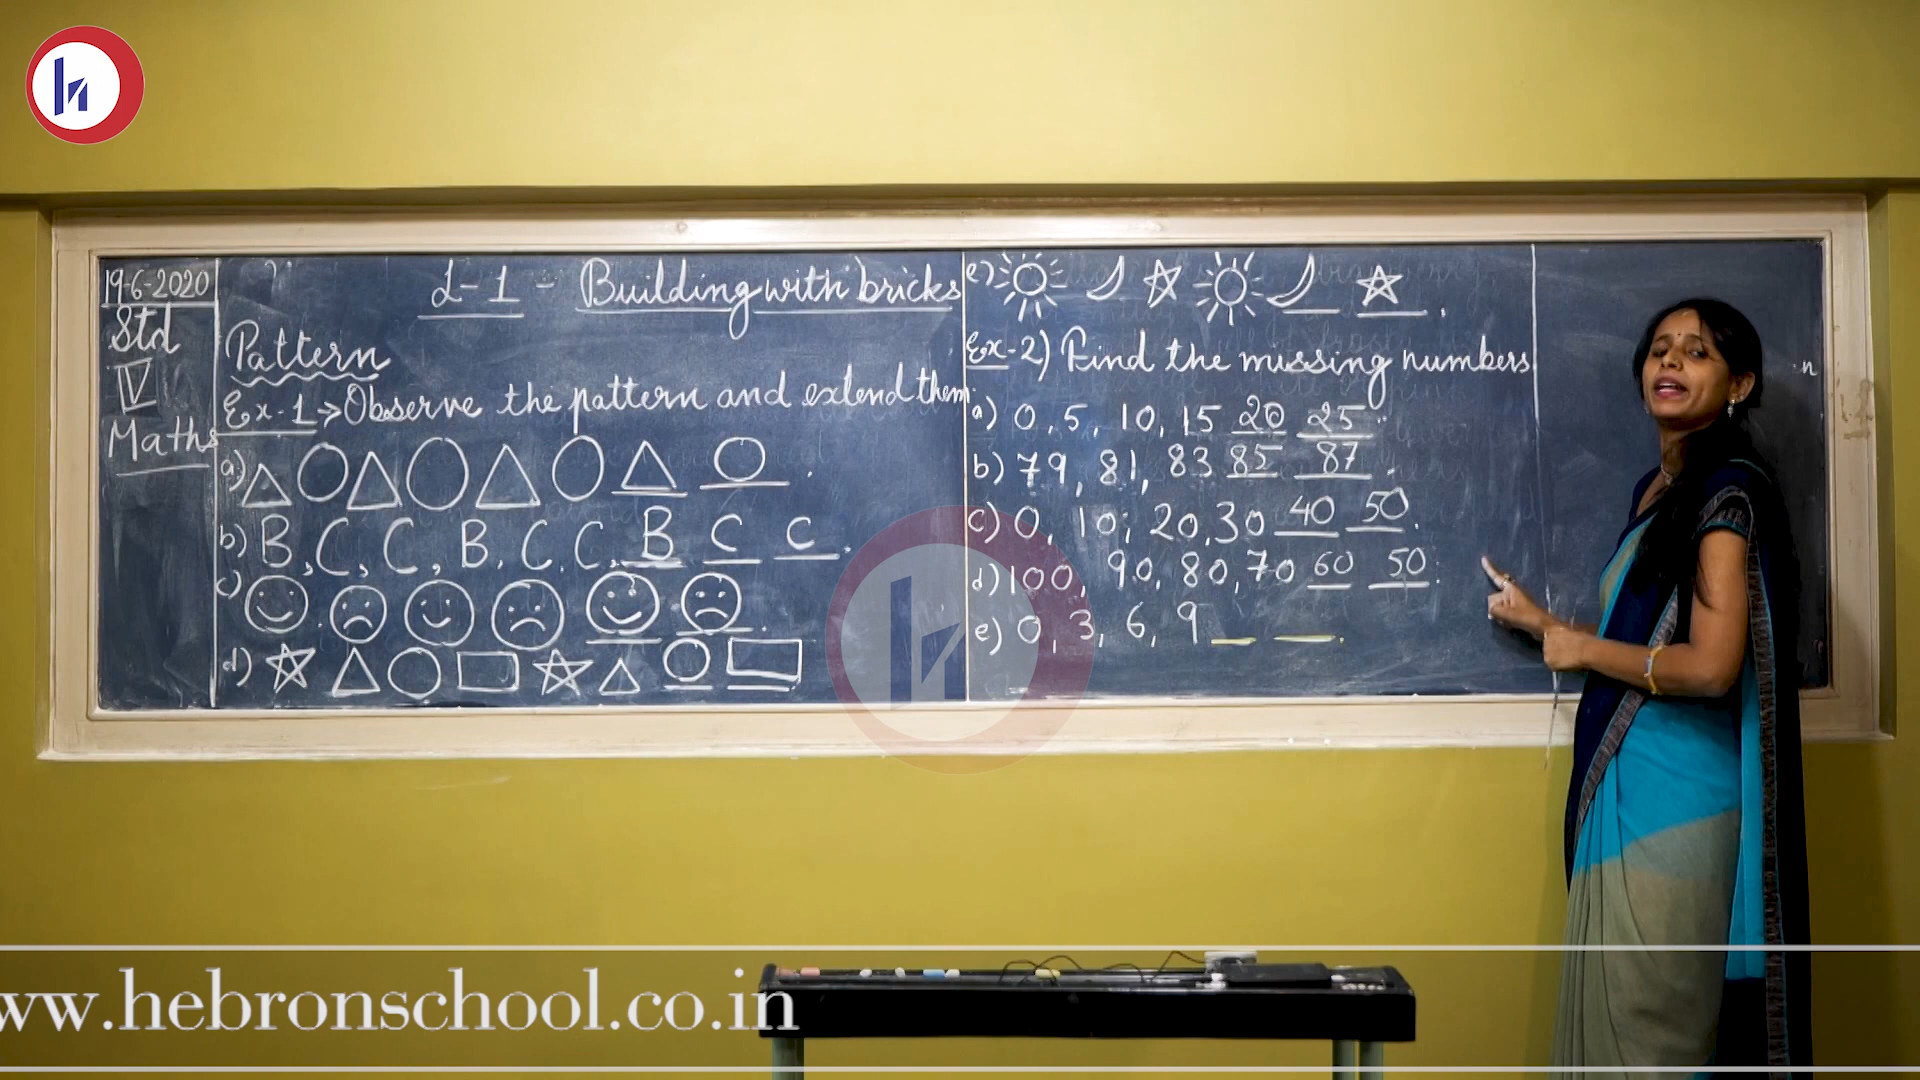 19-6-2020
Std
V
Maths
L-1 - Building with bricks
Pattern
Ex-1 → Observe the pattern and extend them
a)
b) B, C, C, B, C, C, B C C.
c)
d)
e)
Ex-2) Find the missing numbers
a) 0, 5, 10, 15 20 25.
b) 79, 81, 83 85 87.
c) 0, 10, 20, 30 40 50.
d) 100, 90, 80, 70 60 50.
e) 0, 3, 6, 9 __ __.
www.hebronschool.co.in